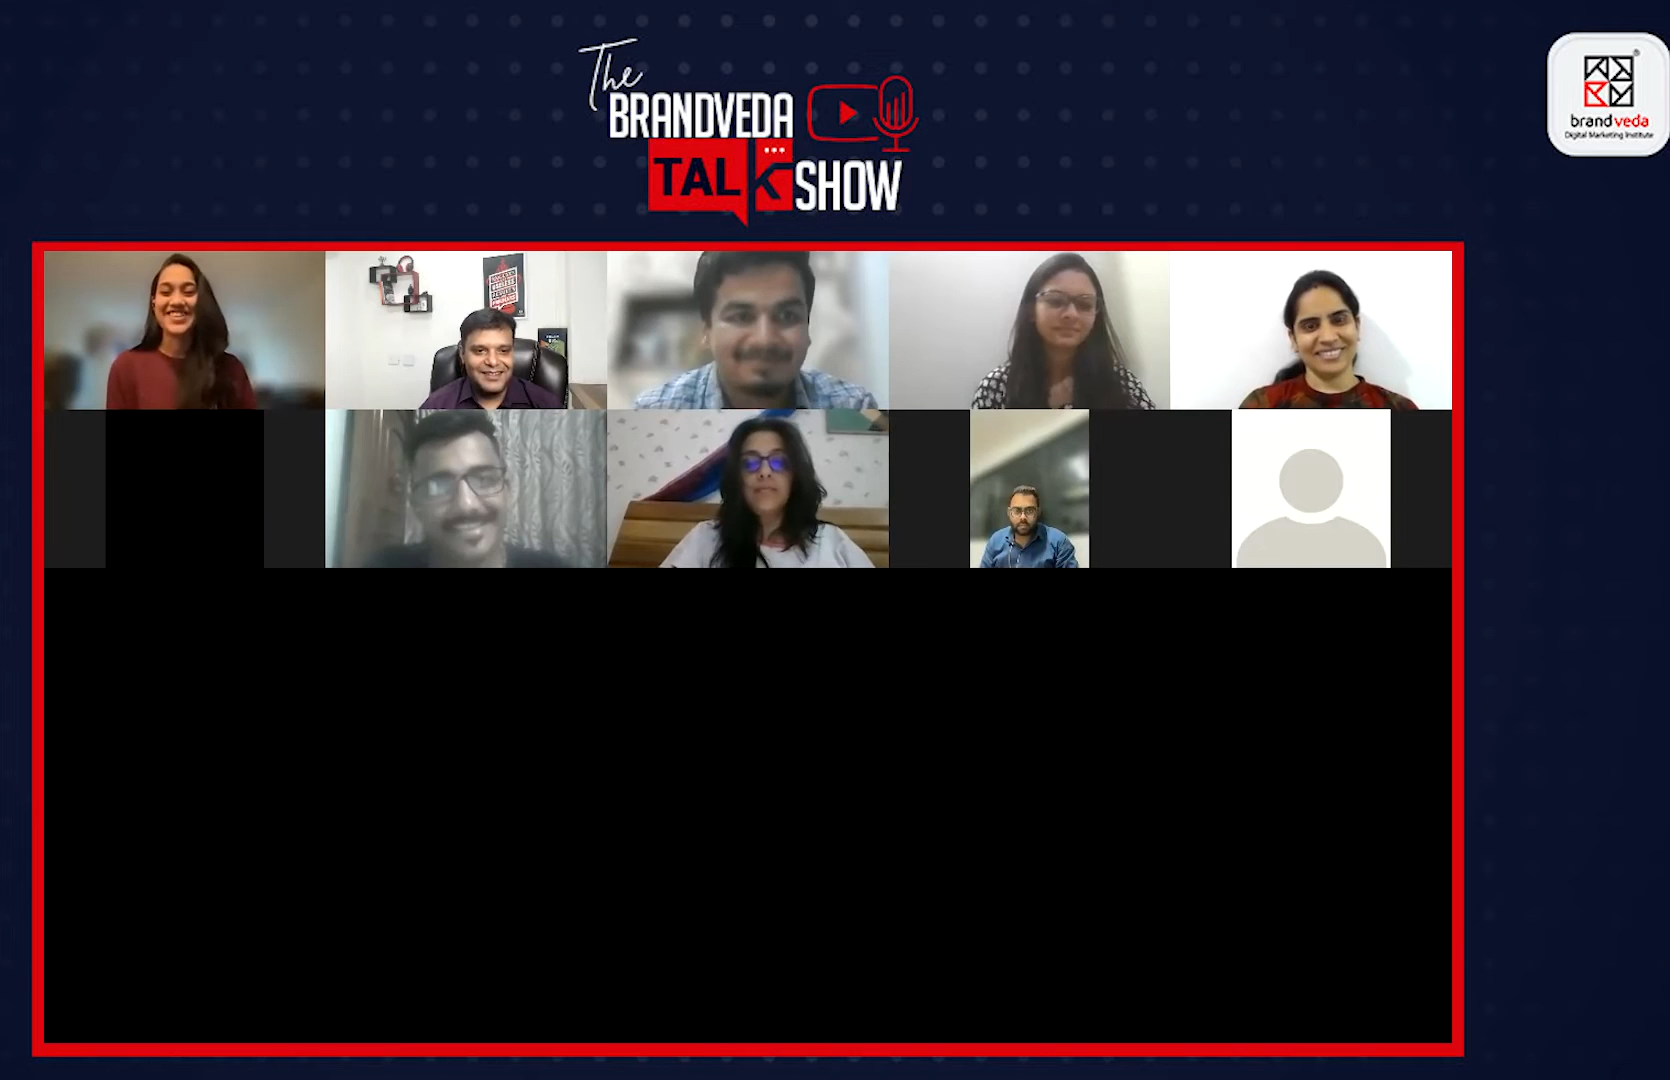 The
BRANDVEDA
TALK SHOW
brandveda
Digital Marketing Institute